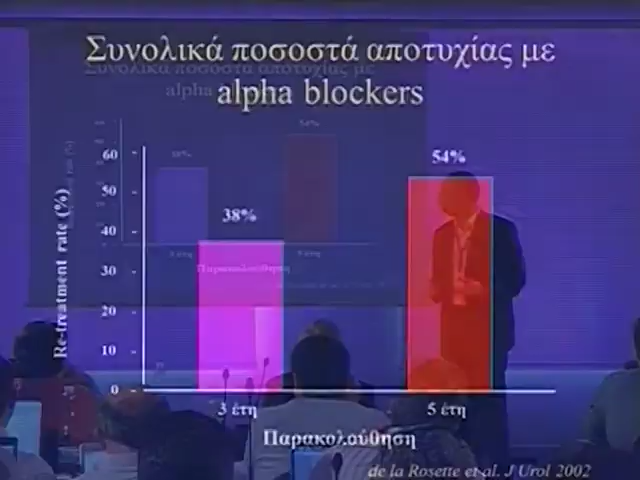 Συνολικά ποσοστά αποτυχίας με
alpha blockers
54%
38%
Re-treatment rate (%)
60
50
40
30
20
10
0
3 έτη
5 έτη
Παρακολούθηση
de la Rosette et al. J Urol 2002